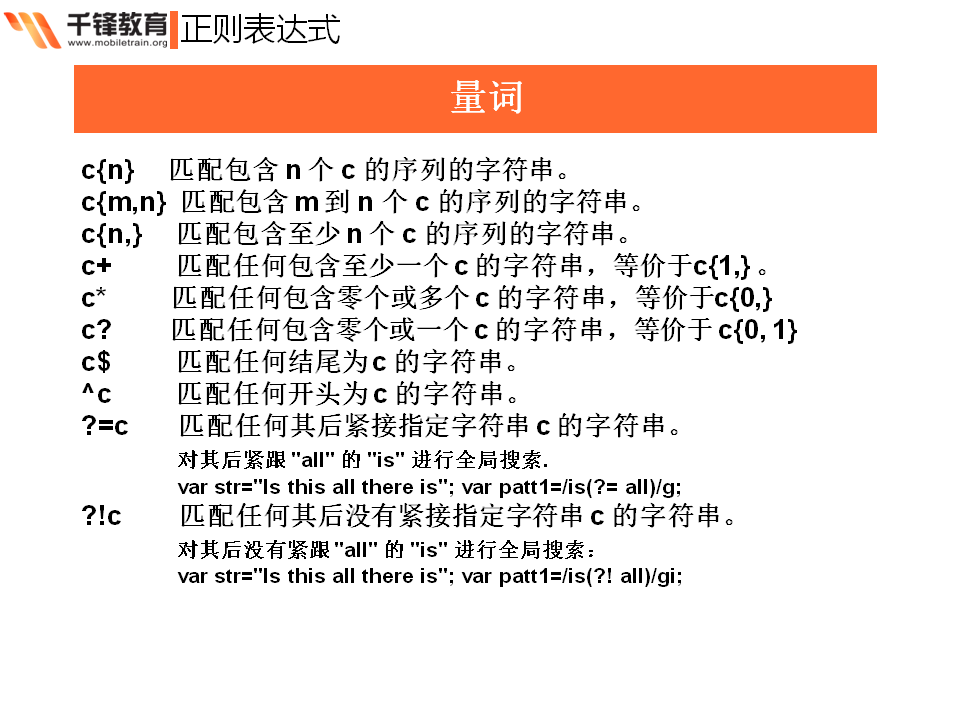 千锋教育
www.mobiletrain.org
正则表达式
量词
c{n} 匹配包含 n 个 c 的序列的字符串。
c{m,n} 匹配包含 m 到 n 个 c 的序列的字符串。
c{n,} 匹配包含至少 n 个 c 的序列的字符串。
c+ 匹配任何包含至少一个 c 的字符串，等价于c{1,} 。
c* 匹配任何包含零个或多个 c 的字符串，等价于c{0,}
c? 匹配任何包含零个或一个 c 的字符串，等价于 c{0, 1}
c$ 匹配任何结尾为 c 的字符串。
^c 匹配任何开头为 c 的字符串。
?=c 匹配任何其后紧接指定字符串 c 的字符串。
对其后紧跟 "all" 的 "is" 进行全局搜索.
var str="Is this all there is"; var patt1=/is(?= all)/g;
?!c 匹配任何其后没有紧接指定字符串 c 的字符串。
对其后没有紧跟 "all" 的 "is" 进行全局搜索：
var str="Is this all there is"; var patt1=/is(?! all)/gi;